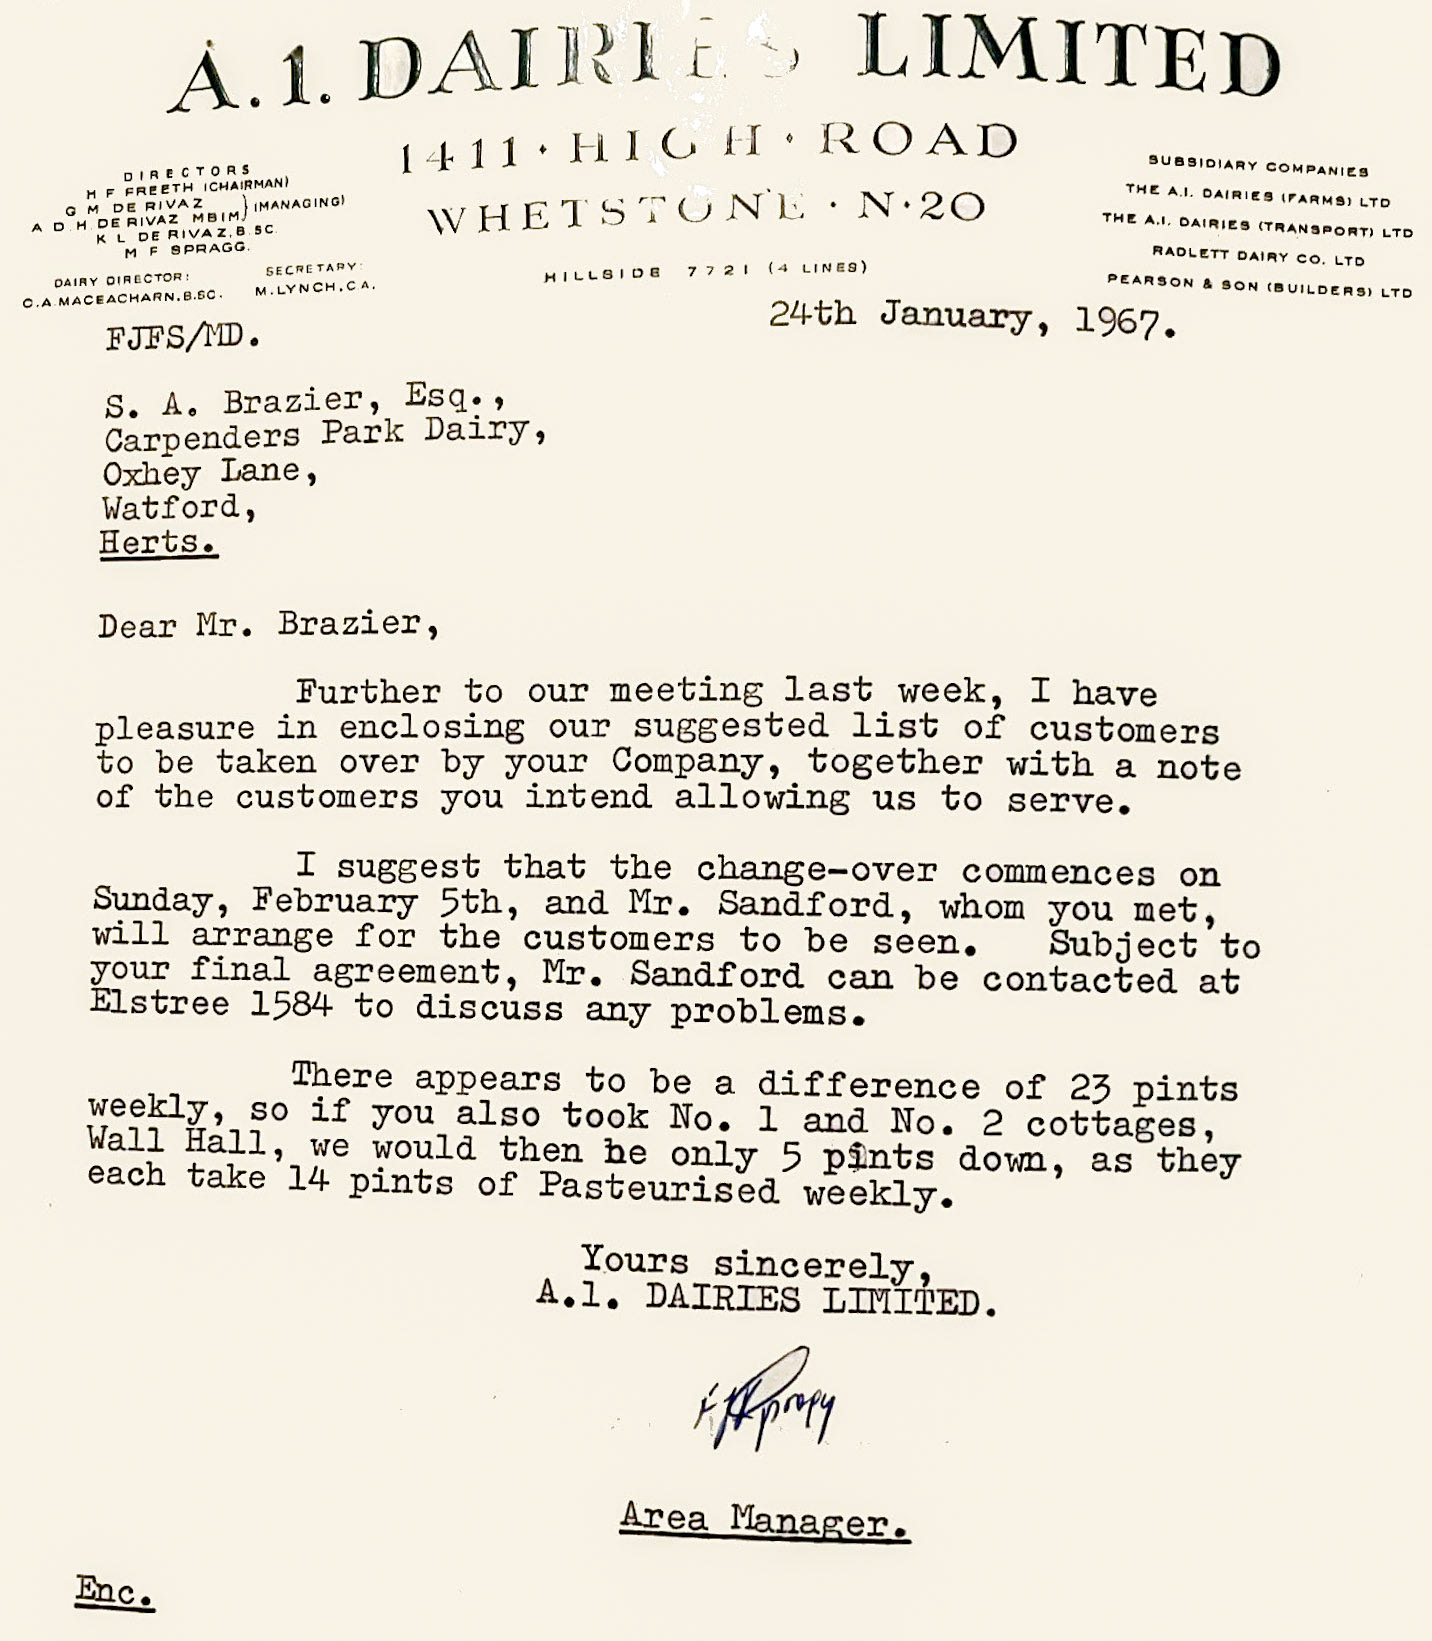 A.1. DAIRIES LIMITED
1411 · HIGH · ROAD
WHETSTONE · N·20
HILLSIDE 7721 (4 LINES)
DIRECTORS
H F FREETH (CHAIRMAN)
G M DE RIVAZ
A D H DE RIVAZ MBIM } (MANAGING)
K L DE RIVAZ, B.SC.
M F SPRAGG.
DAIRY DIRECTOR:
C.A.MACEACHARN, B.SC.
SECRETARY:
M.LYNCH, C.A.
SUBSIDIARY COMPANIES
THE A.I. DAIRIES (FARMS) LTD
THE A.I. DAIRIES (TRANSPORT) LTD
RADLETT DAIRY CO. LTD
PEARSON & SON (BUILDERS) LTD
FJFS/MD.
24th January, 1967.
S. A. Brazier, Esq.,
Carpenders Park Dairy,
Oxhey Lane,
Watford,
Herts.
Dear Mr. Brazier,
Further to our meeting last week, I have
pleasure in enclosing our suggested list of customers
to be taken over by your Company, together with a note
of the customers you intend allowing us to serve.
I suggest that the change-over commences on
Sunday, February 5th, and Mr. Sandford, whom you met,
will arrange for the customers to be seen. Subject to
your final agreement, Mr. Sandford can be contacted at
Elstree 1584 to discuss any problems.
There appears to be a difference of 23 pints
weekly, so if you also took No. 1 and No. 2 cottages,
Wall Hall, we would then be only 5 pints down, as they
each take 14 pints of Pasteurised weekly.
Yours sincerely,
A.1. DAIRIES LIMITED.
Area Manager.
Enc.